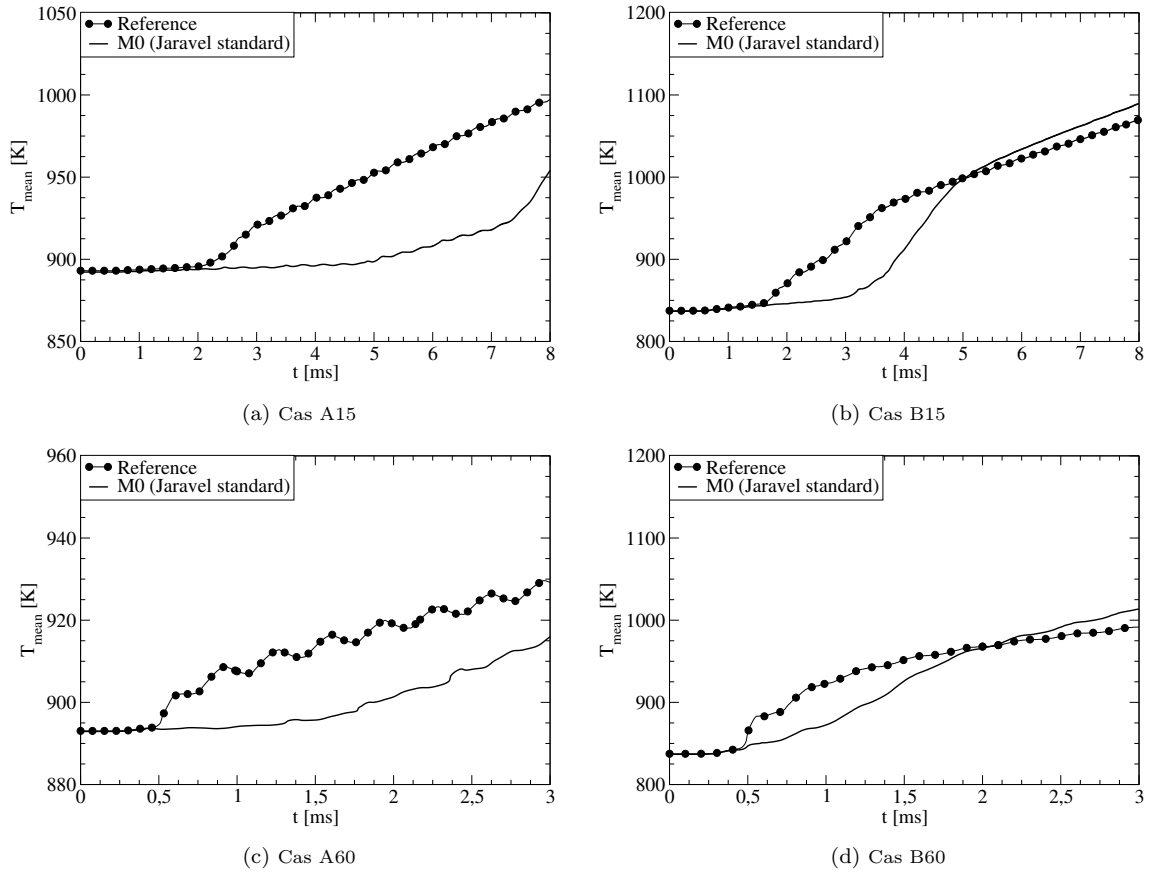 1050
1000
950
900
850
T_mean [K]
Reference
M0 (Jaravel standard)
0 1 2 3 4 5 6 7 8
t [ms]
(a) Cas A15
1200
1100
1000
900
800
T_mean [K]
Reference
M0 (Jaravel standard)
0 1 2 3 4 5 6 7 8
t [ms]
(b) Cas B15
960
940
920
900
880
T_mean [K]
Reference
M0 (Jaravel standard)
0 0,5 1 1,5 2 2,5 3
t [ms]
(c) Cas A60
1200
1100
1000
900
800
T_mean [K]
Reference
M0 (Jaravel standard)
0 0,5 1 1,5 2 2,5 3
t [ms]
(d) Cas B60